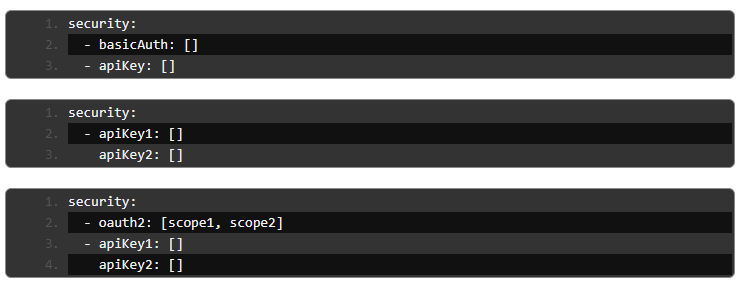 1. security:
2.   - basicAuth: []
3.   - apiKey: []
1. security:
2.   - apiKey1: []
3.     apiKey2: []
1. security:
2.   - oauth2: [scope1, scope2]
3.   - apiKey1: []
4.     apiKey2: []